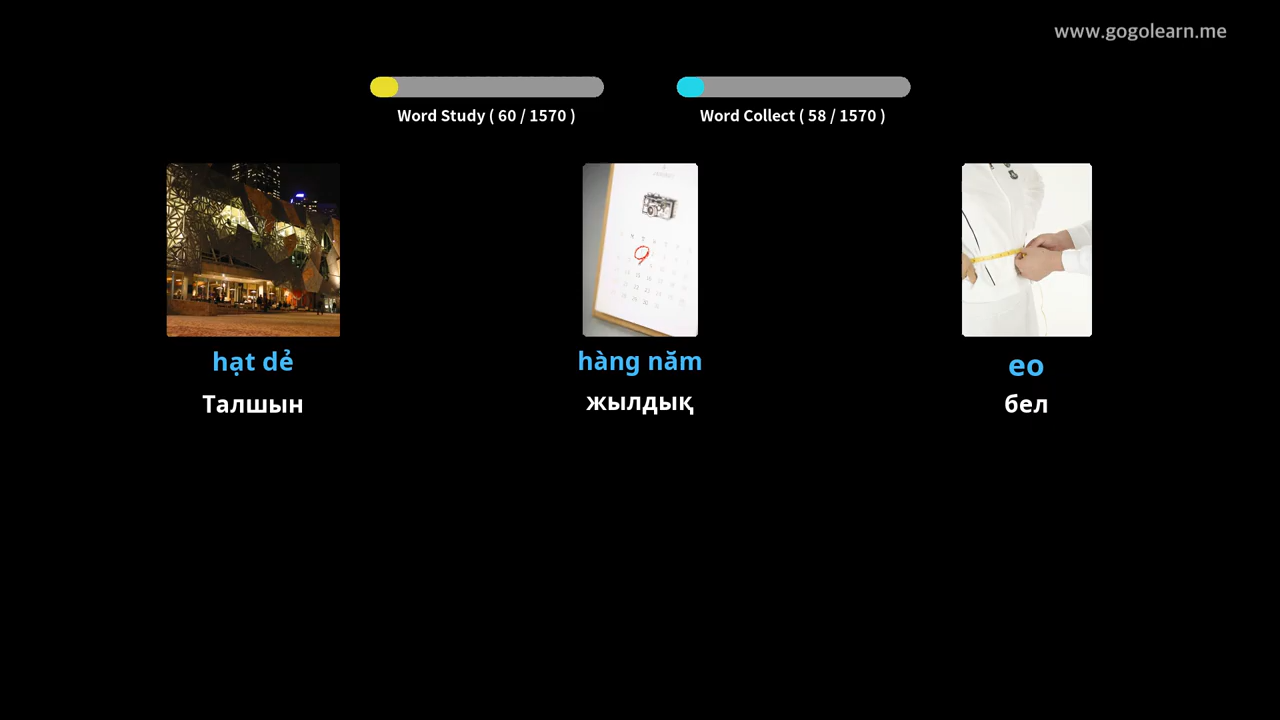 www.gogolearn.me
Word Study ( 60 / 1570 )
Word Collect ( 58 / 1570 )
hạt dẻ
hàng năm
eo
Талшын
жылдық
бел